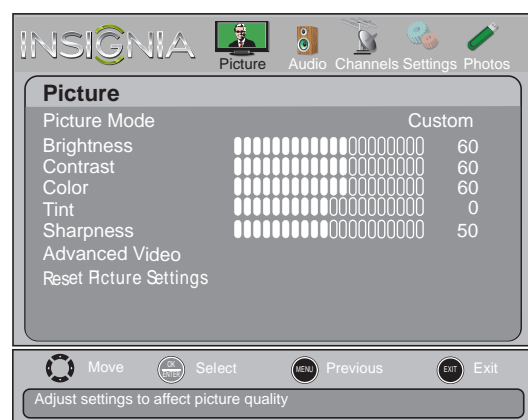 INSIGNIA
Picture Audio Channels Settings Photos
Picture
Picture Mode Custom
Brightness 60
Contrast 60
Color 60
Tint 0
Sharpness 50
Advanced Video
Reset Picture Settings
Move OK ENTER Select MENU Previous EXIT Exit
Adjust settings to affect picture quality